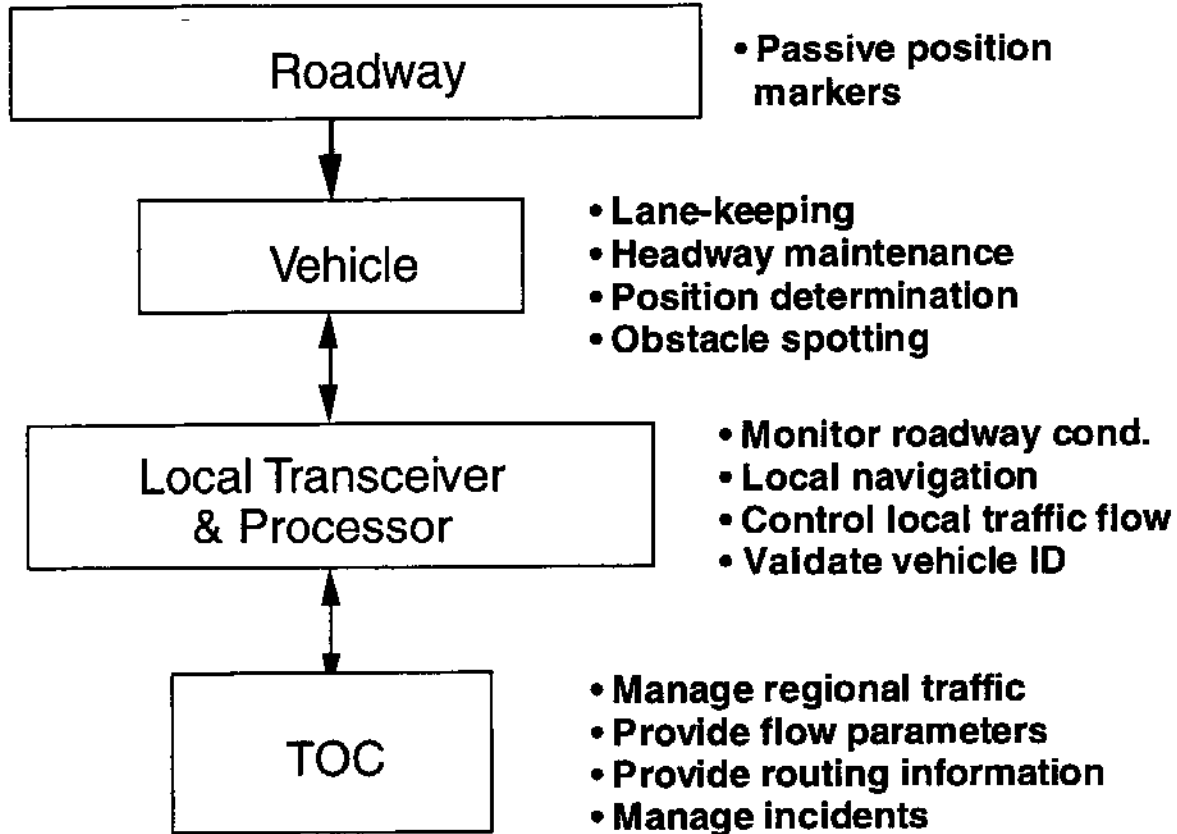 Roadway
• Passive position
markers
Vehicle
• Lane-keeping
• Headway maintenance
• Position determination
• Obstacle spotting
Local Transceiver
& Processor
• Monitor roadway cond.
• Local navigation
• Control local traffic flow
• Validate vehicle ID
TOC
• Manage regional traffic
• Provide flow parameters
• Provide routing information
• Manage incidents